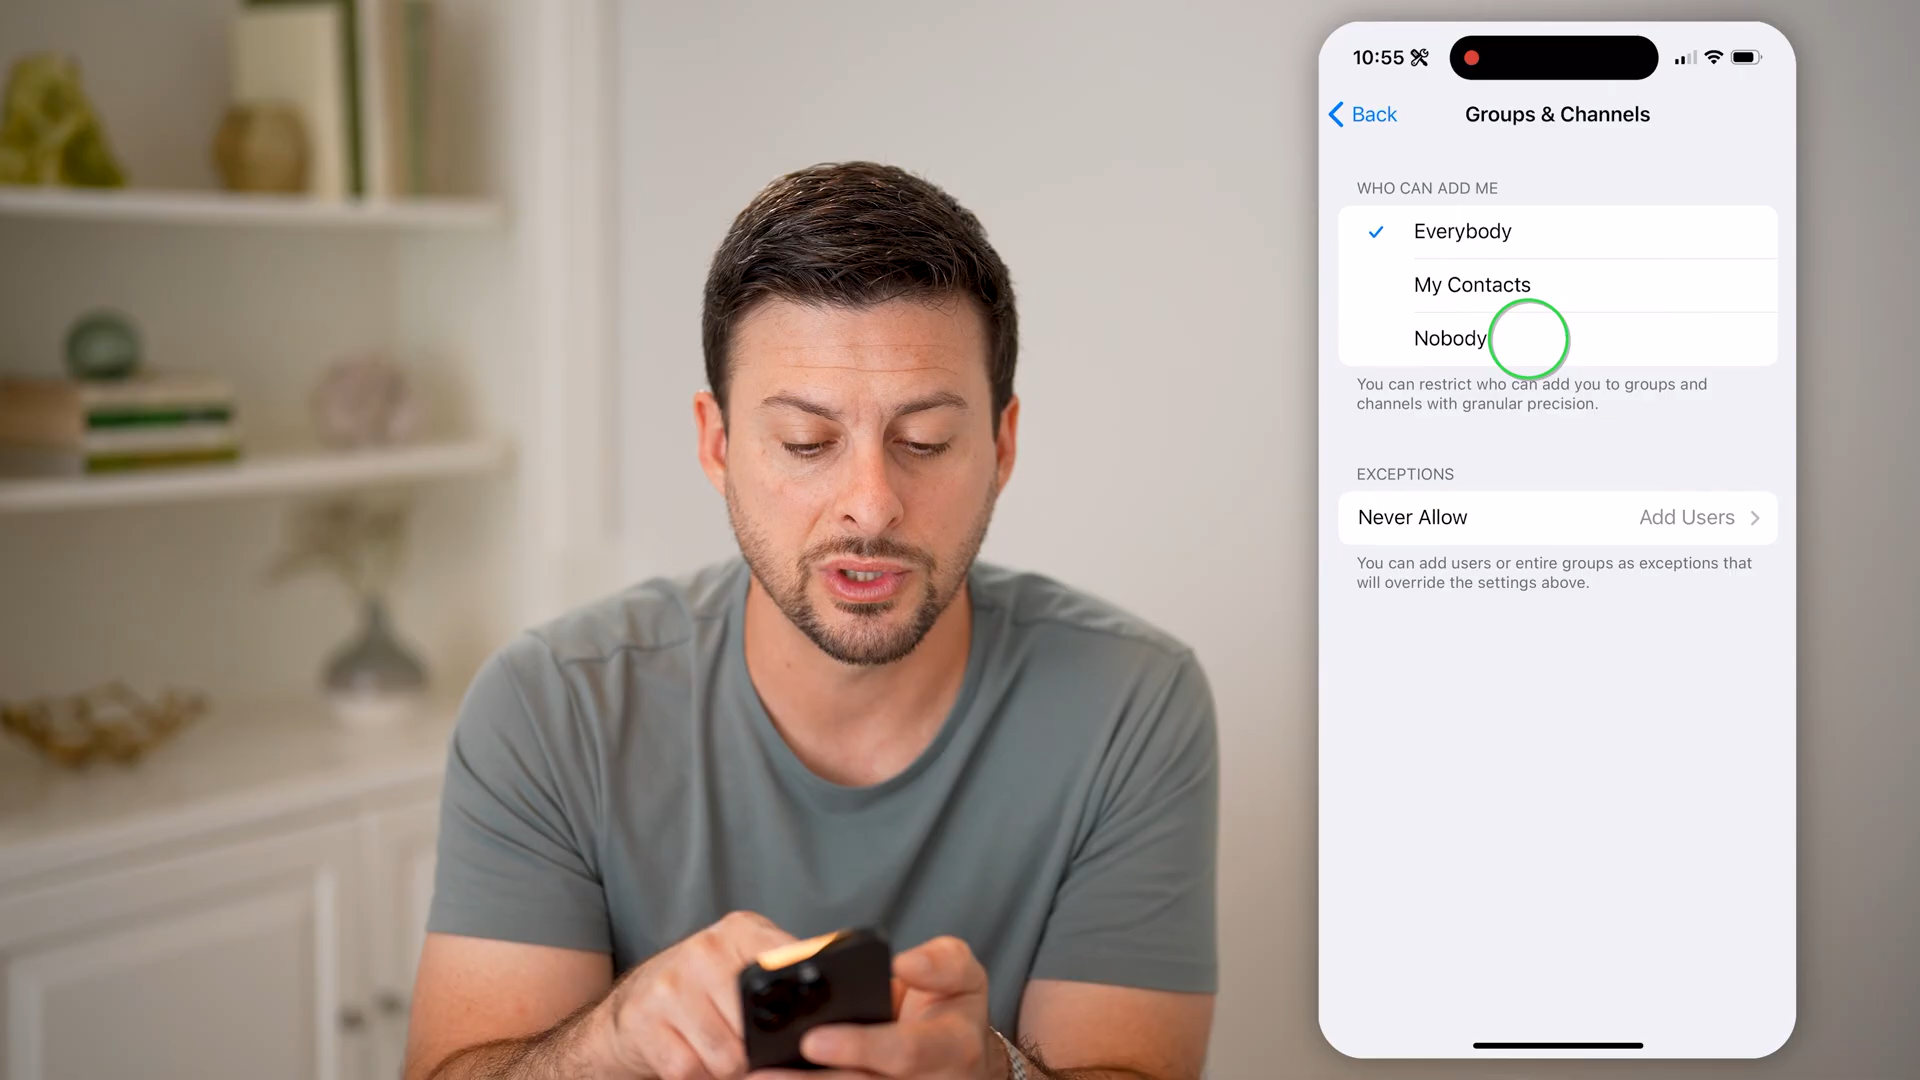 10:55
Back
Groups & Channels
WHO CAN ADD ME
Everybody
My Contacts
Nobody
You can restrict who can add you to groups and
channels with granular precision.
EXCEPTIONS
Never Allow
Add Users
You can add users or entire groups as exceptions that
will override the settings above.